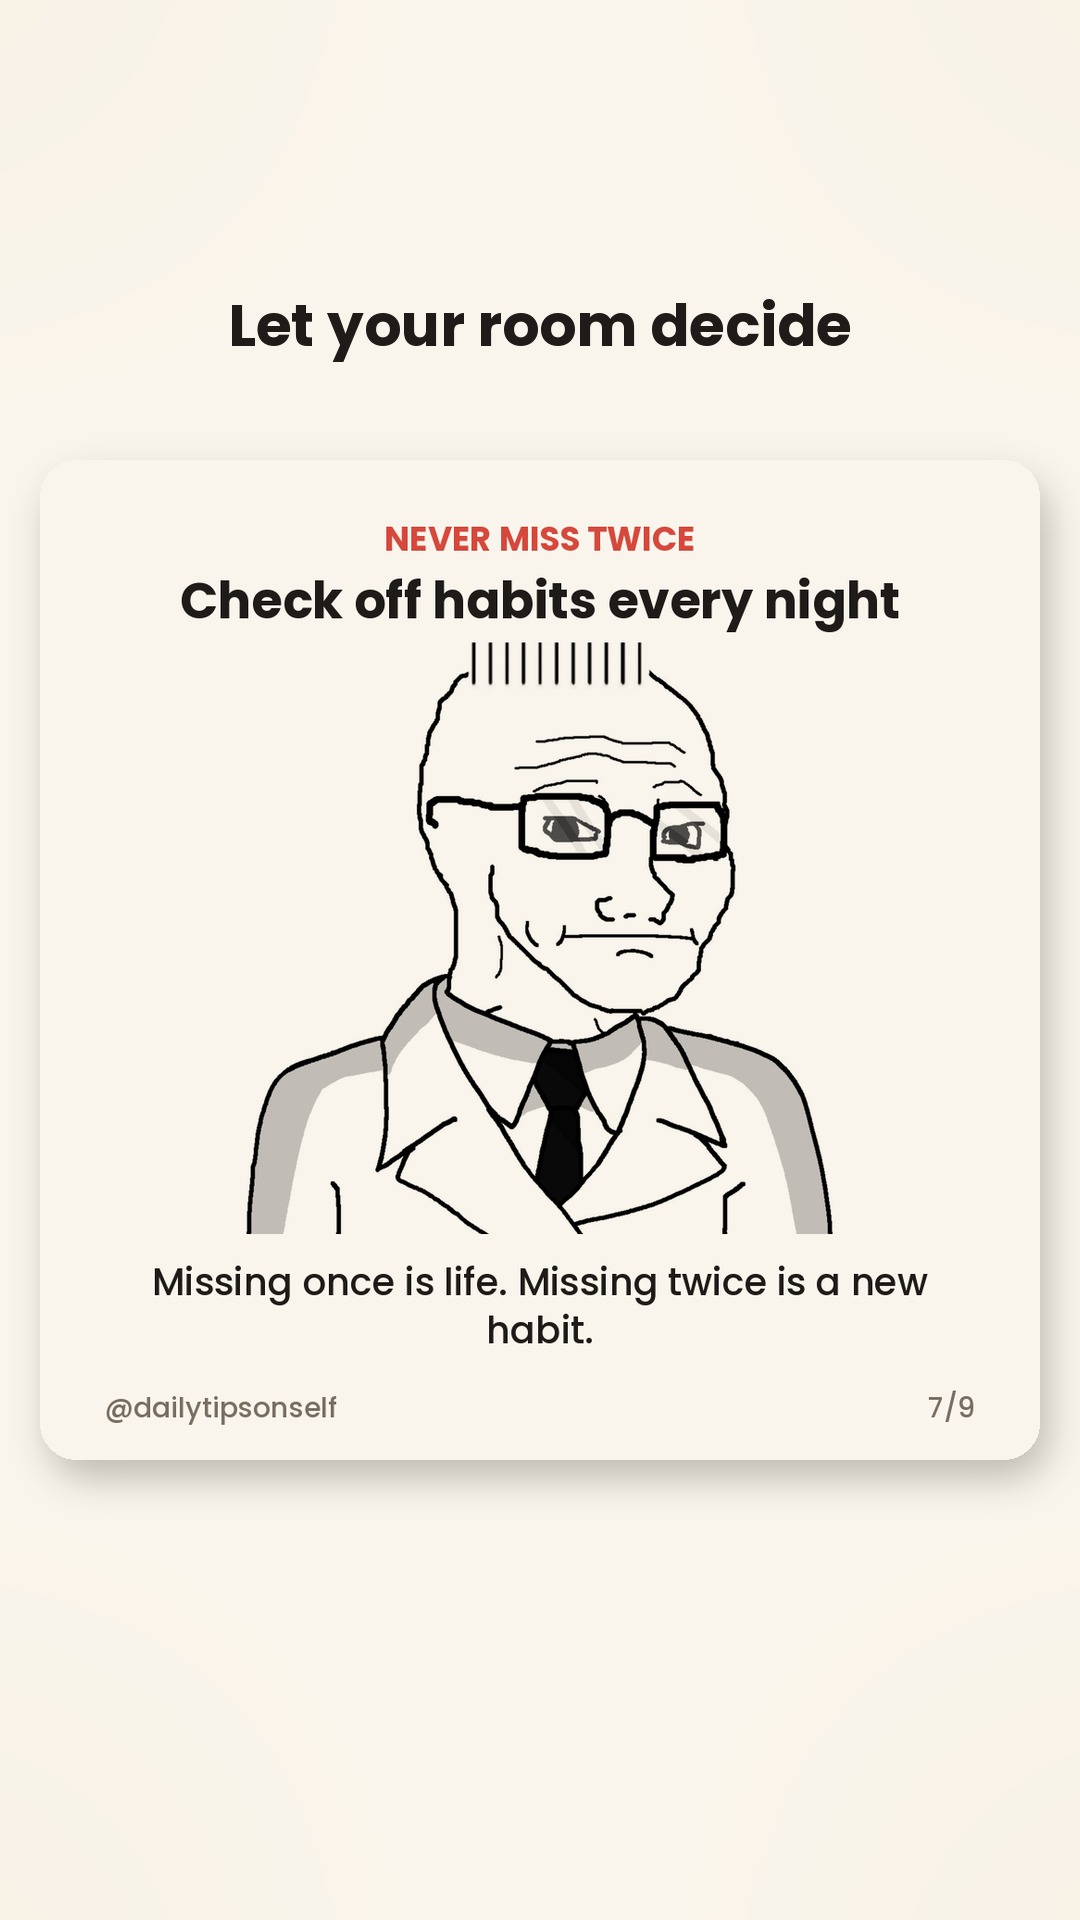 Let your room decide
NEVER MISS TWICE
Check off habits every night
Missing once is life. Missing twice is a new
habit.
@dailytipsonself
7/9